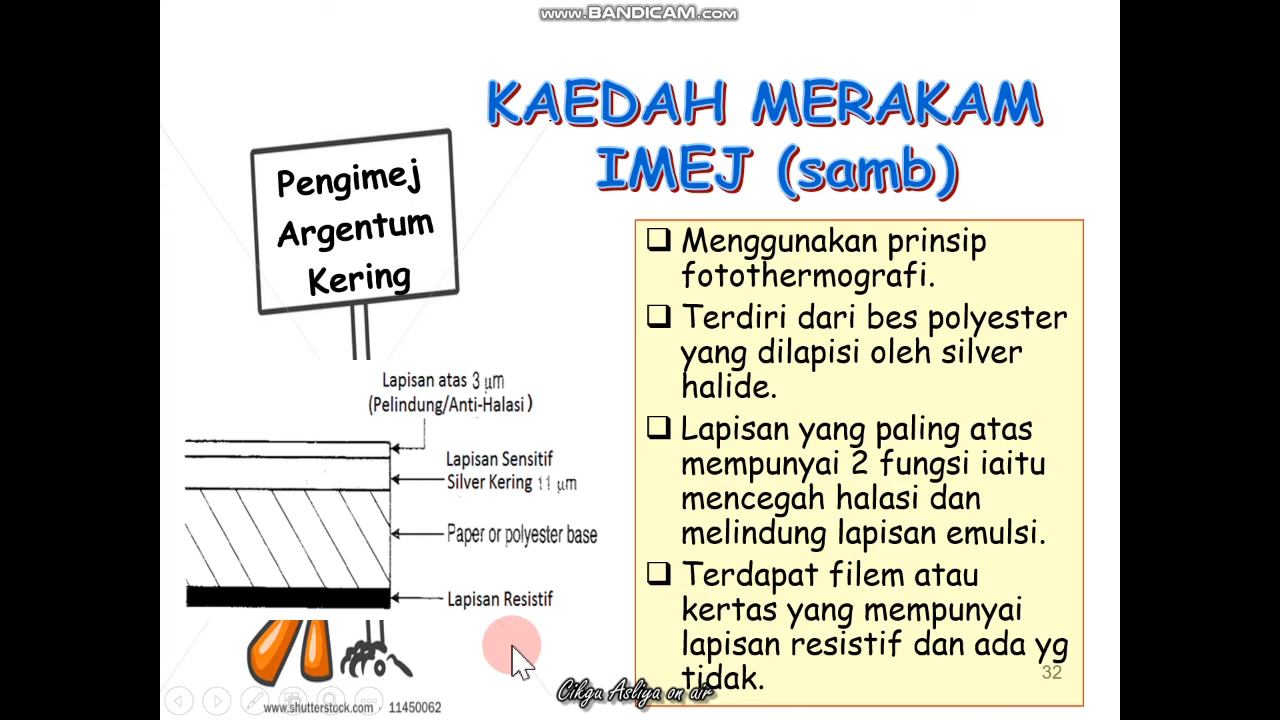 WWW.BANDICAM.COM
KAEDAH MERAKAM
IMEJ (samb)
Pengimej
Argentum
Kering
Lapisan atas 3 μm
(Pelindung/Anti-Halasi)
Lapisan Sensitif
Silver Kering 11 μm
Paper or polyester base
Lapisan Resistif
❑ Menggunakan prinsip
fotothermografi.
❑ Terdiri dari bes polyester
yang dilapisi oleh silver
halide.
❑ Lapisan yang paling atas
mempunyai 2 fungsi iaitu
mencegah halasi dan
melindung lapisan emulsi.
❑ Terdapat filem atau
kertas yang mempunyai
lapisan resistif dan ada yg
tidak.
32
Cikgu Asliya on air
www.shutterstock.com · 11450062